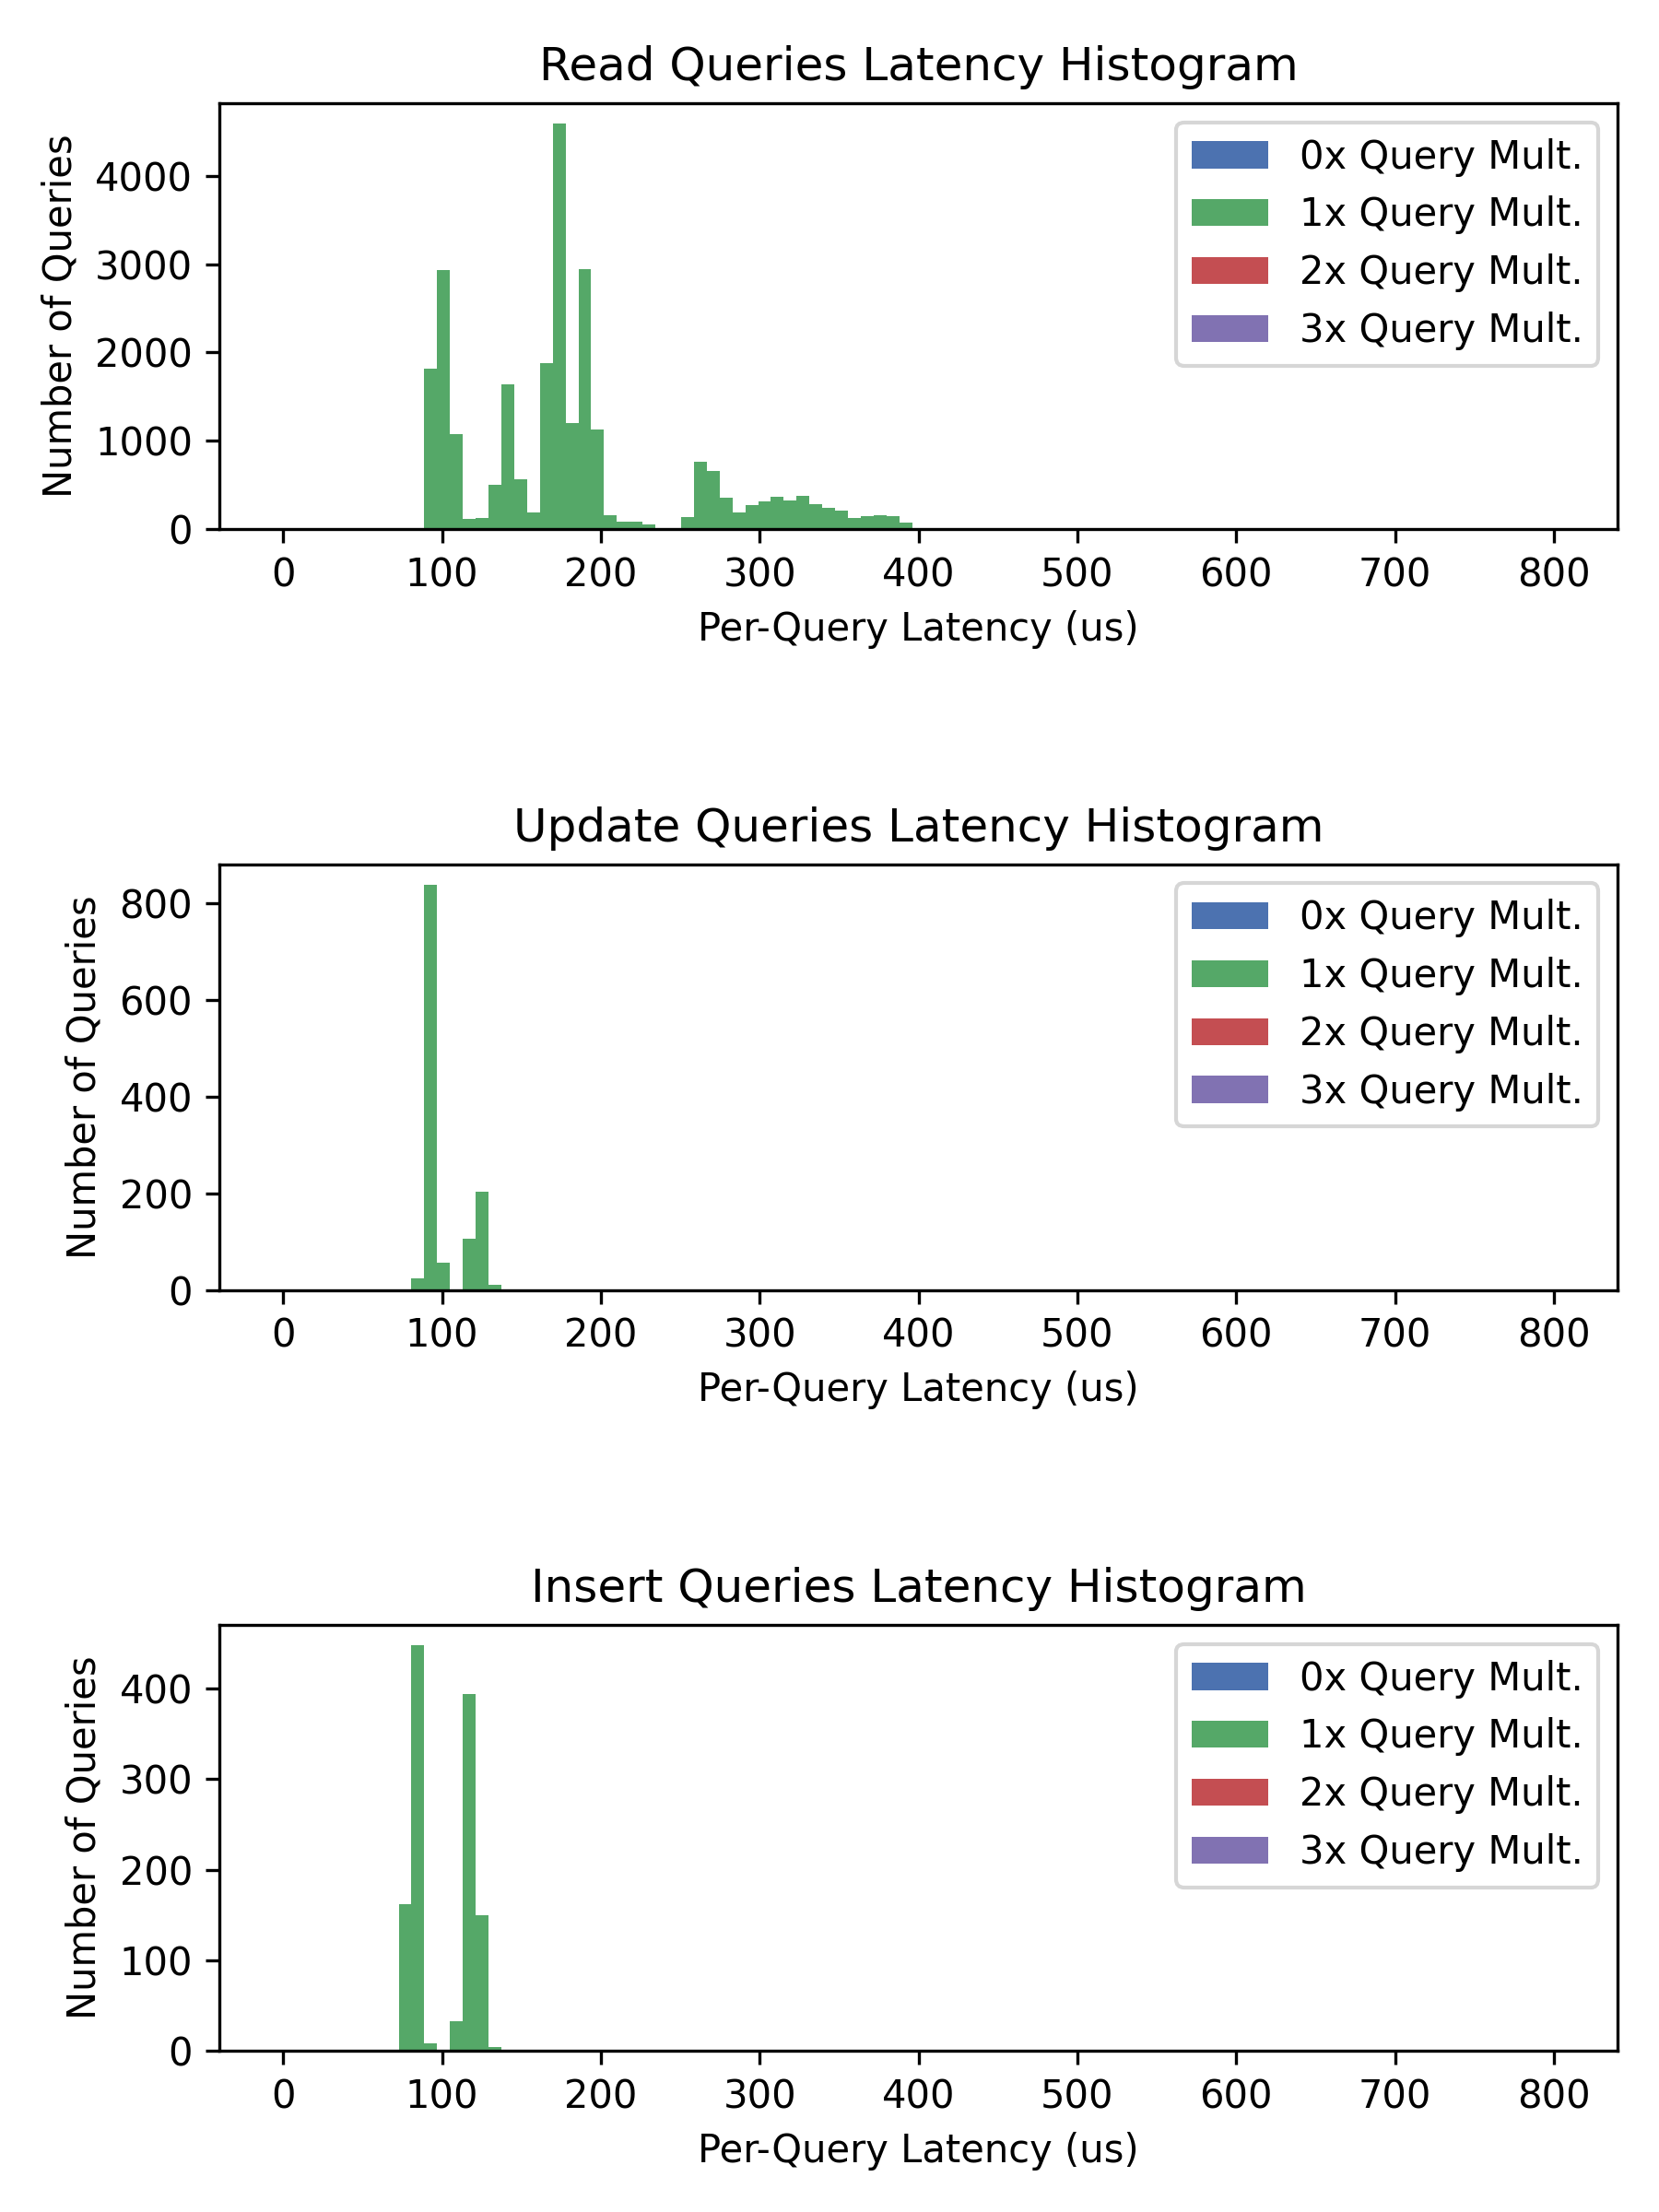 Read Queries Latency Histogram
Number of Queries
4000
3000
2000
1000
0
0x Query Mult.
1x Query Mult.
2x Query Mult.
3x Query Mult.
0 100 200 300 400 500 600 700 800
Per-Query Latency (us)
Update Queries Latency Histogram
Number of Queries
800
600
400
200
0
0x Query Mult.
1x Query Mult.
2x Query Mult.
3x Query Mult.
0 100 200 300 400 500 600 700 800
Per-Query Latency (us)
Insert Queries Latency Histogram
Number of Queries
400
300
200
100
0
0x Query Mult.
1x Query Mult.
2x Query Mult.
3x Query Mult.
0 100 200 300 400 500 600 700 800
Per-Query Latency (us)